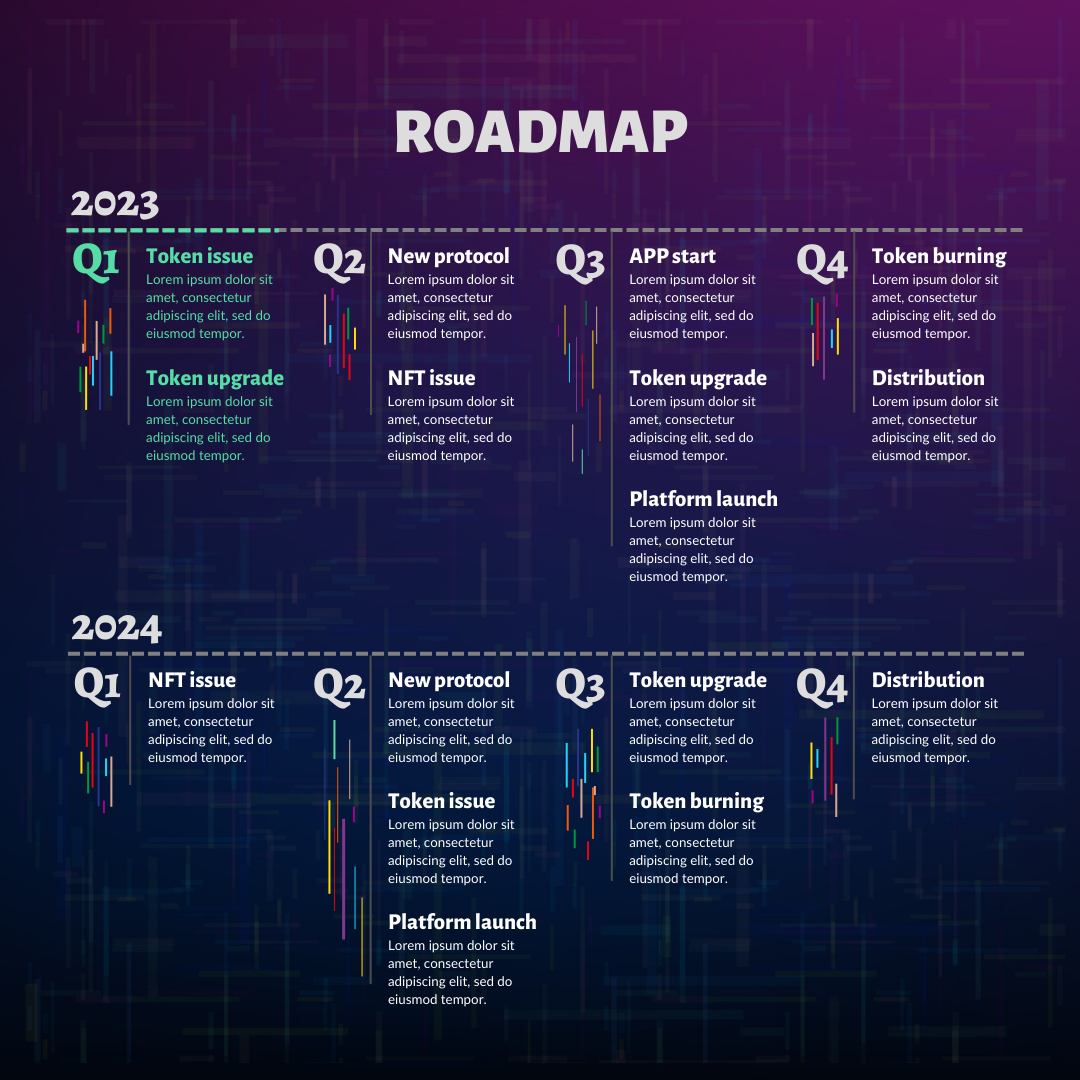 ROADMAP
2023
Q1
Token issue
Lorem ipsum dolor sit
amet, consectetur
adipiscing elit, sed do
eiusmod tempor.
Token upgrade
Lorem ipsum dolor sit
amet, consectetur
adipiscing elit, sed do
eiusmod tempor.
Q2
New protocol
Lorem ipsum dolor sit
amet, consectetur
adipiscing elit, sed do
eiusmod tempor.
NFT issue
Lorem ipsum dolor sit
amet, consectetur
adipiscing elit, sed do
eiusmod tempor.
Q3
APP start
Lorem ipsum dolor sit
amet, consectetur
adipiscing elit, sed do
eiusmod tempor.
Token upgrade
Lorem ipsum dolor sit
amet, consectetur
adipiscing elit, sed do
eiusmod tempor.
Platform launch
Lorem ipsum dolor sit
amet, consectetur
adipiscing elit, sed do
eiusmod tempor.
Q4
Token burning
Lorem ipsum dolor sit
amet, consectetur
adipiscing elit, sed do
eiusmod tempor.
Distribution
Lorem ipsum dolor sit
amet, consectetur
adipiscing elit, sed do
eiusmod tempor.
2024
Q1
NFT issue
Lorem ipsum dolor sit
amet, consectetur
adipiscing elit, sed do
eiusmod tempor.
Q2
New protocol
Lorem ipsum dolor sit
amet, consectetur
adipiscing elit, sed do
eiusmod tempor.
Token issue
Lorem ipsum dolor sit
amet, consectetur
adipiscing elit, sed do
eiusmod tempor.
Platform launch
Lorem ipsum dolor sit
amet, consectetur
adipiscing elit, sed do
eiusmod tempor.
Q3
Token upgrade
Lorem ipsum dolor sit
amet, consectetur
adipiscing elit, sed do
eiusmod tempor.
Token burning
Lorem ipsum dolor sit
amet, consectetur
adipiscing elit, sed do
eiusmod tempor.
Q4
Distribution
Lorem ipsum dolor sit
amet, consectetur
adipiscing elit, sed do
eiusmod tempor.